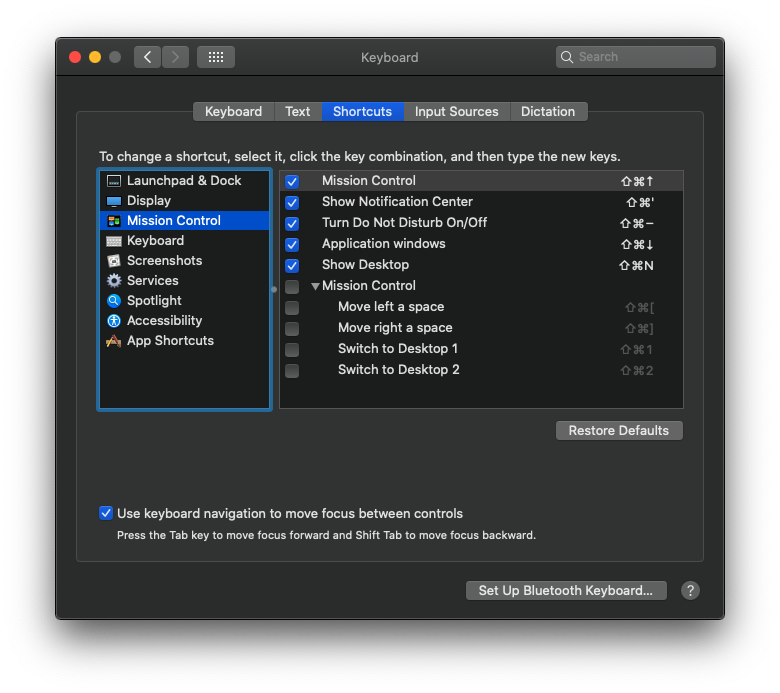 Keyboard
Search
Keyboard Text Shortcuts Input Sources Dictation
To change a shortcut, select it, click the key combination, and then type the new keys.
Launchpad & Dock
Display
Mission Control
Keyboard
Screenshots
Services
Spotlight
Accessibility
App Shortcuts
Mission Control ⇧⌘↑
Show Notification Center ⇧⌘'
Turn Do Not Disturb On/Off ⇧⌘−
Application windows ⇧⌘↓
Show Desktop ⇧⌘N
Mission Control
Move left a space ⇧⌘[
Move right a space ⇧⌘]
Switch to Desktop 1 ⇧⌘1
Switch to Desktop 2 ⇧⌘2
Restore Defaults
Use keyboard navigation to move focus between controls
Press the Tab key to move focus forward and Shift Tab to move focus backward.
Set Up Bluetooth Keyboard... ?